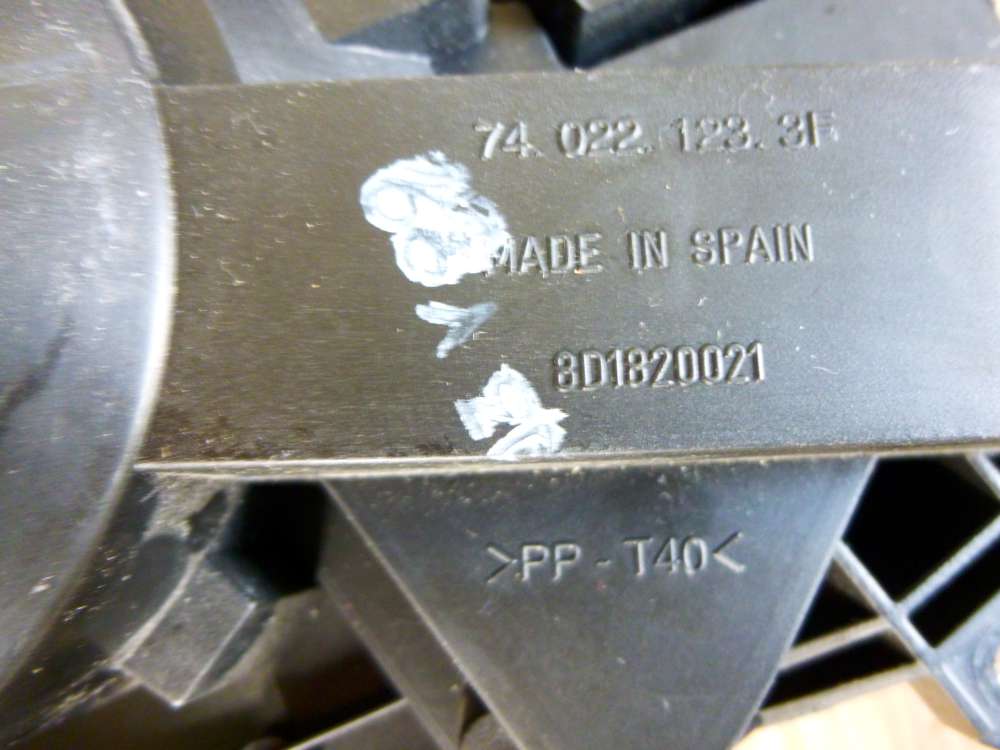 74.022.123.3F
MADE IN SPAIN
8D1820021
>PP-T40<